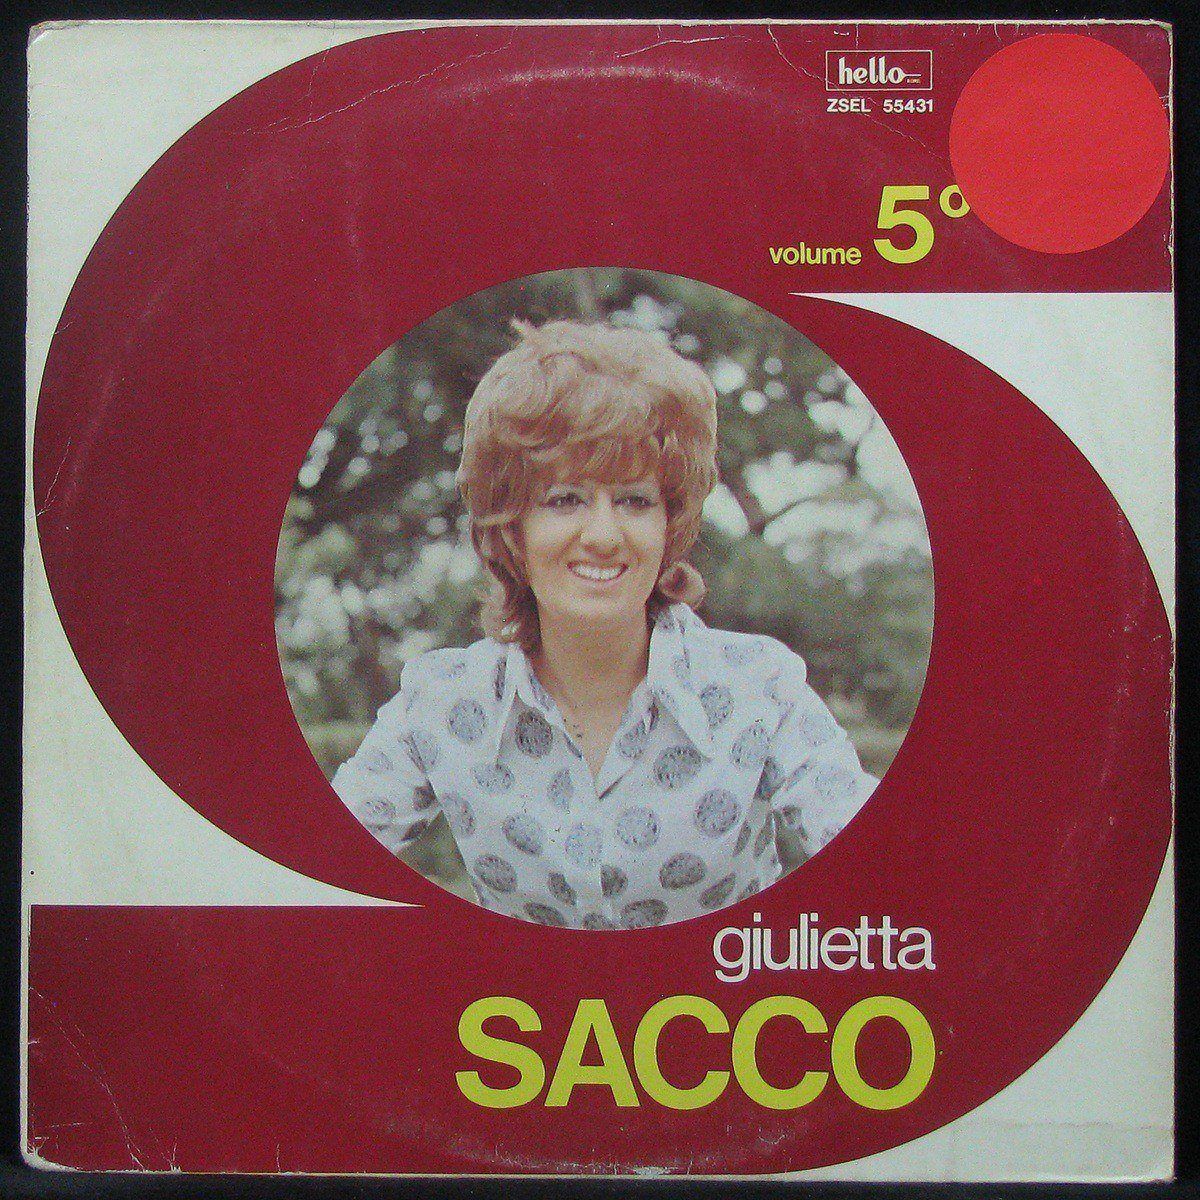 hello
ZSEL 55431
volume 5°
giulietta
SACCO